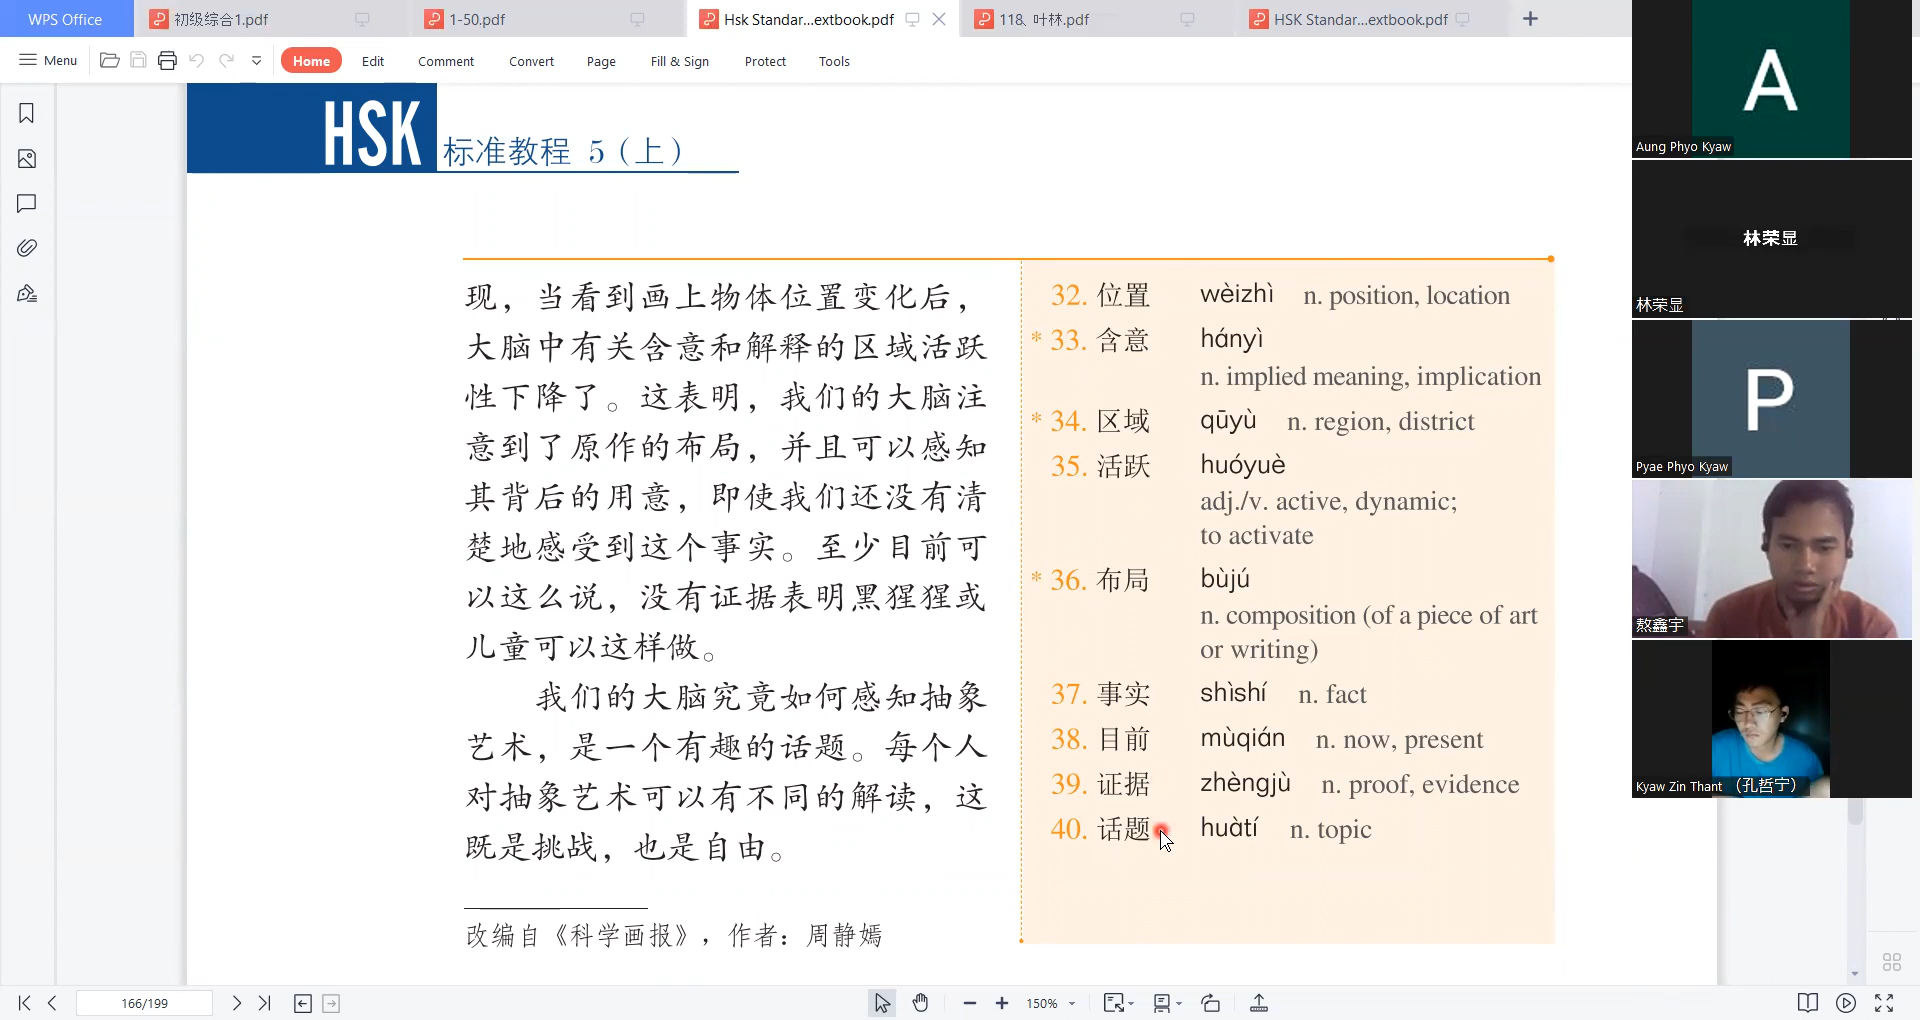 WPS Office
初级综合1.pdf
1-50.pdf
Hsk Standar...extbook.pdf
118、叶林.pdf
HSK Standar...extbook.pdf
Menu
Home
Edit
Comment
Convert
Page
Fill & Sign
Protect
Tools
HSK 标准教程 5（上）
现，当看到画上物体位置变化后，
大脑中有关含意和解释的区域活跃
性下降了。这表明，我们的大脑注
意到了原作的布局，并且可以感知
其背后的用意，即使我们还没有清
楚地感受到这个事实。至少目前可
以这么说，没有证据表明黑猩猩或
儿童可以这样做。
我们的大脑究竟如何感知抽象
艺术，是一个有趣的话题。每个人
对抽象艺术可以有不同的解读，这
既是挑战，也是自由。
改编自《科学画报》，作者：周静嫣
32. 位置 wèizhì n. position, location
* 33. 含意 hányì
n. implied meaning, implication
* 34. 区域 qūyù n. region, district
35. 活跃 huóyuè
adj./v. active, dynamic;
to activate
* 36. 布局 bùjú
n. composition (of a piece of art
or writing)
37. 事实 shìshí n. fact
38. 目前 mùqián n. now, present
39. 证据 zhèngjù n. proof, evidence
40. 话题 huàtí n. topic
A
Aung Phyo Kyaw
林荣显
林荣显
P
Pyae Phyo Kyaw
熬鑫宇
Kyaw Zin Thant （孔哲宁）
166/199
150%